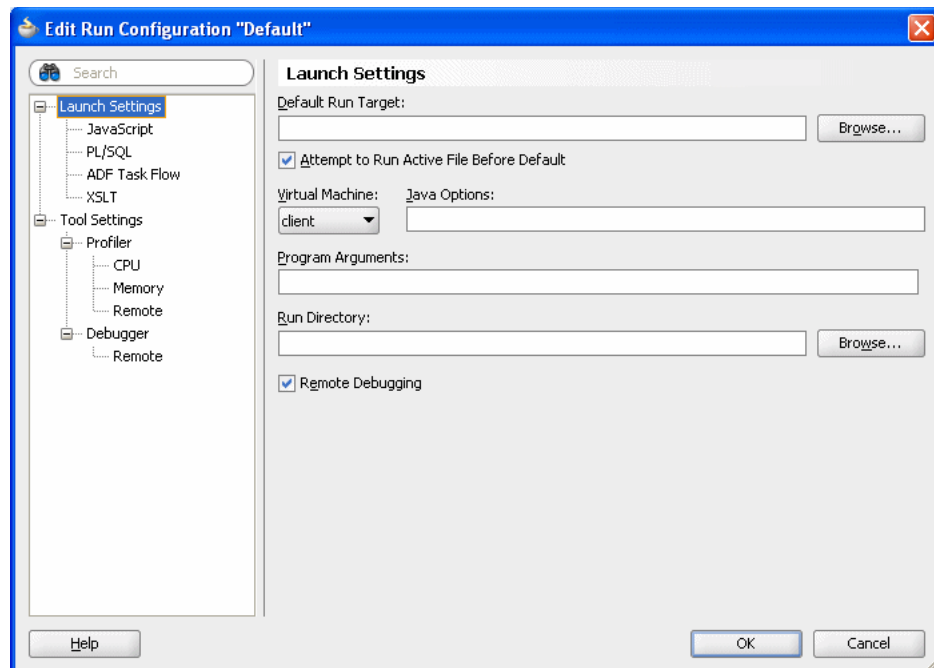 Edit Run Configuration "Default"
Search
Launch Settings
JavaScript
PL/SQL
ADF Task Flow
XSLT
Tool Settings
Profiler
CPU
Memory
Remote
Debugger
Remote
Launch Settings
Default Run Target:
Browse...
Attempt to Run Active File Before Default
Virtual Machine: Java Options:
client
Program Arguments:
Run Directory:
Browse...
Remote Debugging
Help OK Cancel